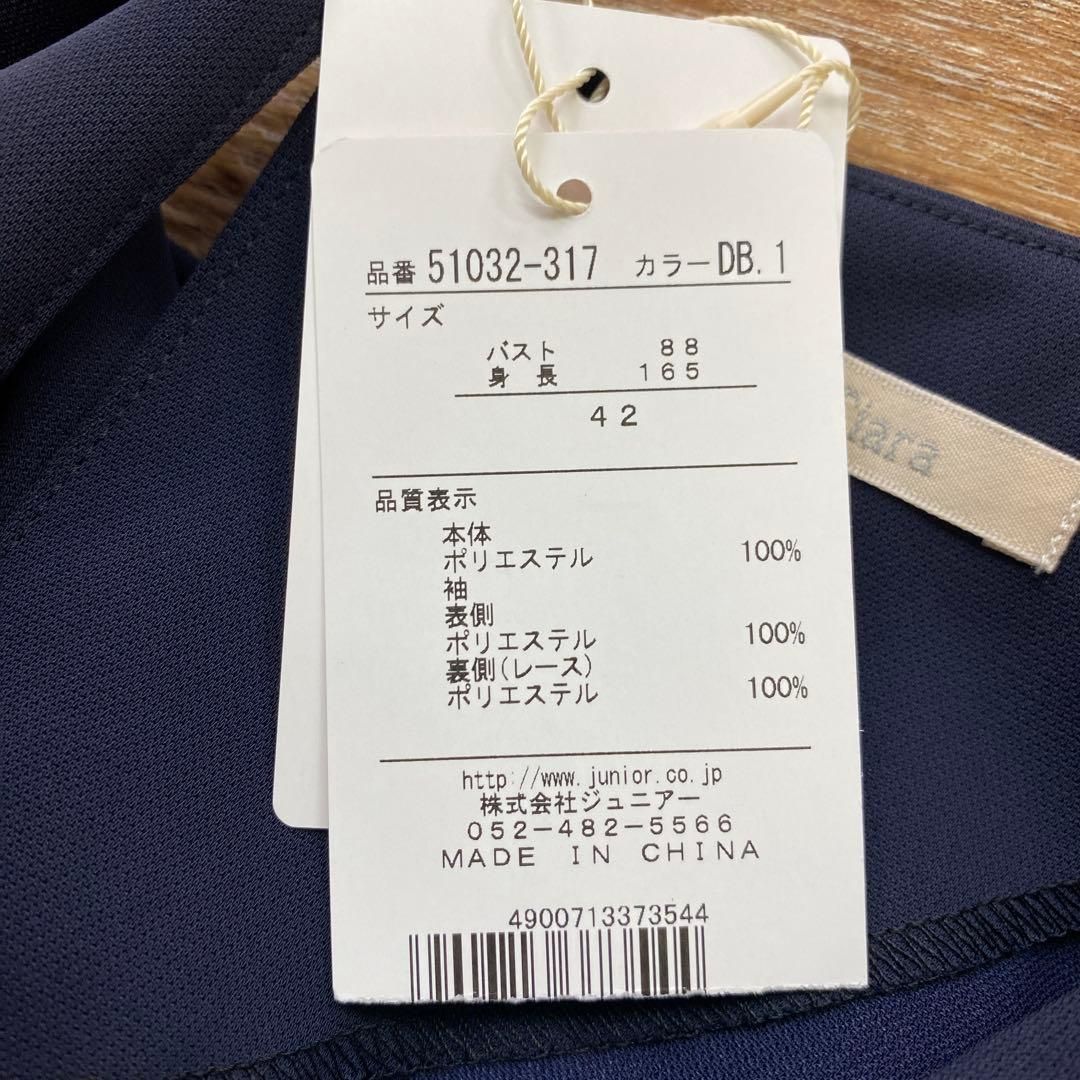 品番 51032-317 カラー DB.1
サイズ
バスト 88
身長 165
42
品質表示
本体
ポリエステル 100%
袖
表側
ポリエステル 100%
裏側(レース)
ポリエステル 100%
http://www.junior.co.jp
株式会社ジュニアー
052-482-5566
MADE IN CHINA
4900713373544